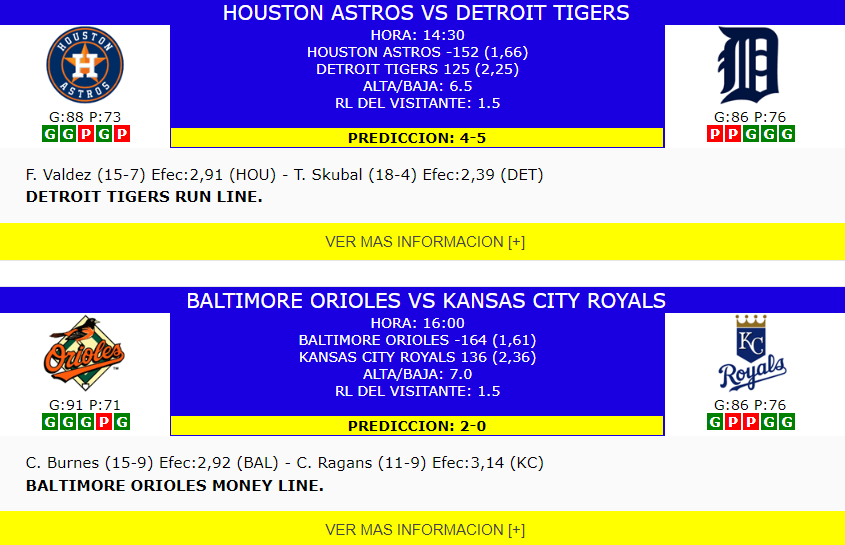 HOUSTON ASTROS VS DETROIT TIGERS
HOUSTON
ASTROS
H
G:88 P:73
G G P G P
HORA: 14:30
HOUSTON ASTROS -152 (1,66)
DETROIT TIGERS 125 (2,25)
ALTA/BAJA: 6.5
RL DEL VISITANTE: 1.5
PREDICCION: 4-5
D
G:86 P:76
P P G G G
F. Valdez (15-7) Efec:2,91 (HOU) - T. Skubal (18-4) Efec:2,39 (DET)
DETROIT TIGERS RUN LINE.
VER MAS INFORMACION [+]
BALTIMORE ORIOLES VS KANSAS CITY ROYALS
Orioles
G:91 P:71
G G G P G
HORA: 16:00
BALTIMORE ORIOLES -164 (1,61)
KANSAS CITY ROYALS 136 (2,36)
ALTA/BAJA: 7.0
RL DEL VISITANTE: 1.5
PREDICCION: 2-0
KC
Royals
G:86 P:76
G P P G G
C. Burnes (15-9) Efec:2,92 (BAL) - C. Ragans (11-9) Efec:3,14 (KC)
BALTIMORE ORIOLES MONEY LINE.
VER MAS INFORMACION [+]